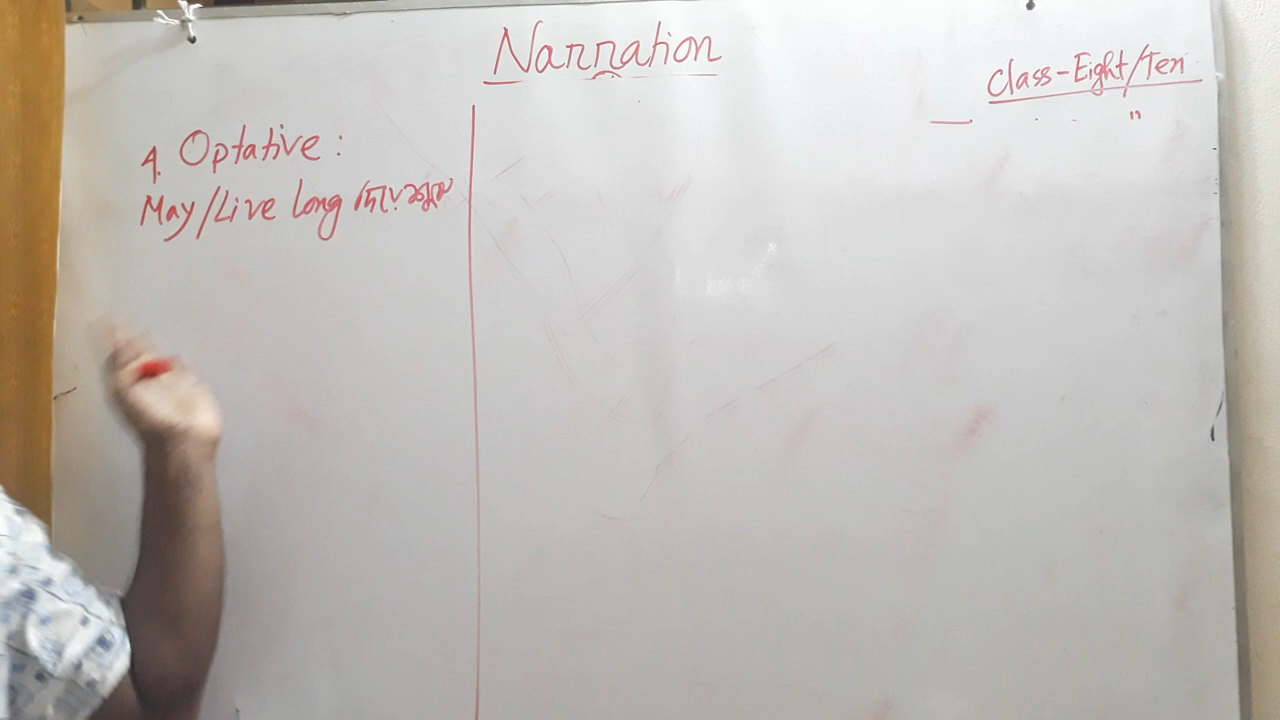 Narration
Class-Eight/Ten
"
4. Optative:
May/Live long দিয়ে